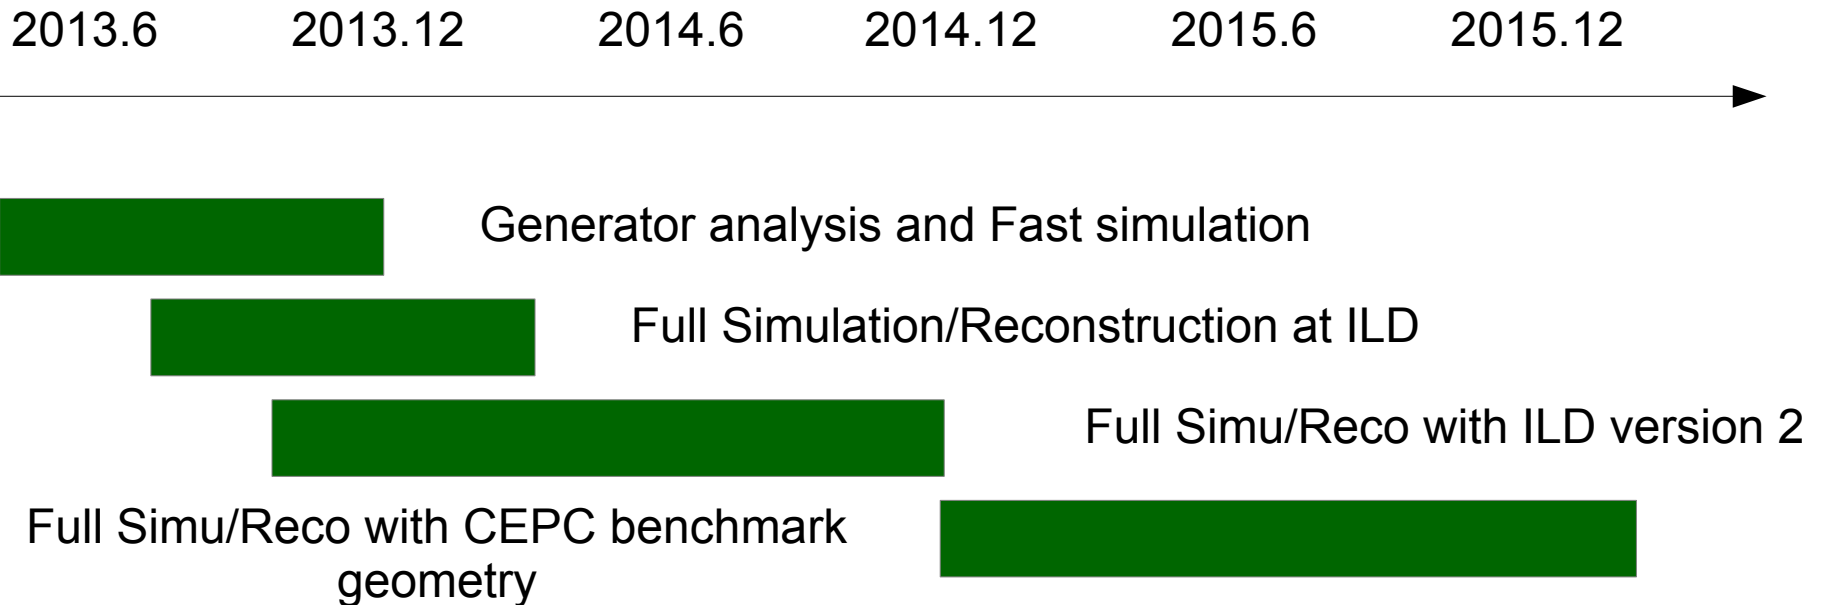 2013.6 2013.12 2014.6 2014.12 2015.6 2015.12
Generator analysis and Fast simulation
Full Simulation/Reconstruction at ILD
Full Simu/Reco with ILD version 2
Full Simu/Reco with CEPC benchmark
geometry